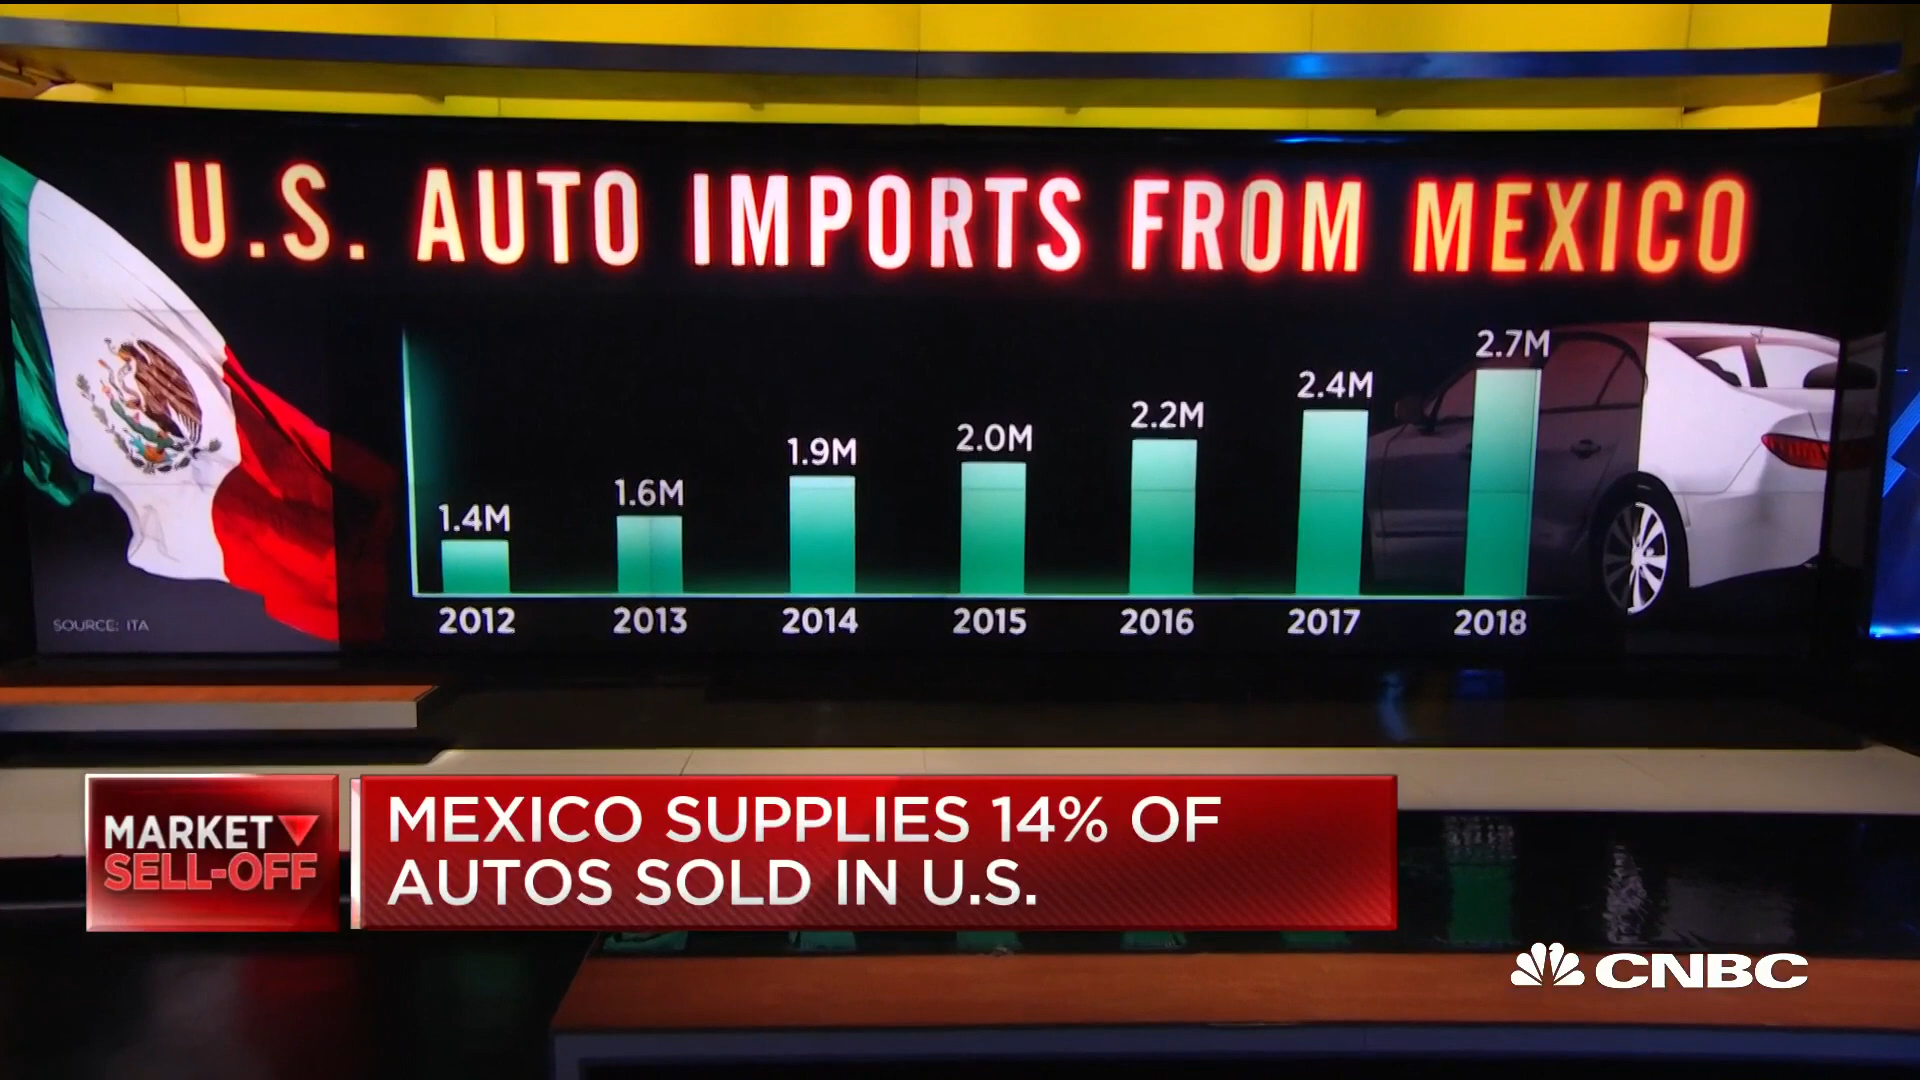 U.S. AUTO IMPORTS FROM MEXICO
1.4M
1.6M
1.9M
2.0M
2.2M
2.4M
2.7M
2012
2013
2014
2015
2016
2017
2018
SOURCE: ITA
MARKET
SELL-OFF
MEXICO SUPPLIES 14% OF
AUTOS SOLD IN U.S.
CNBC